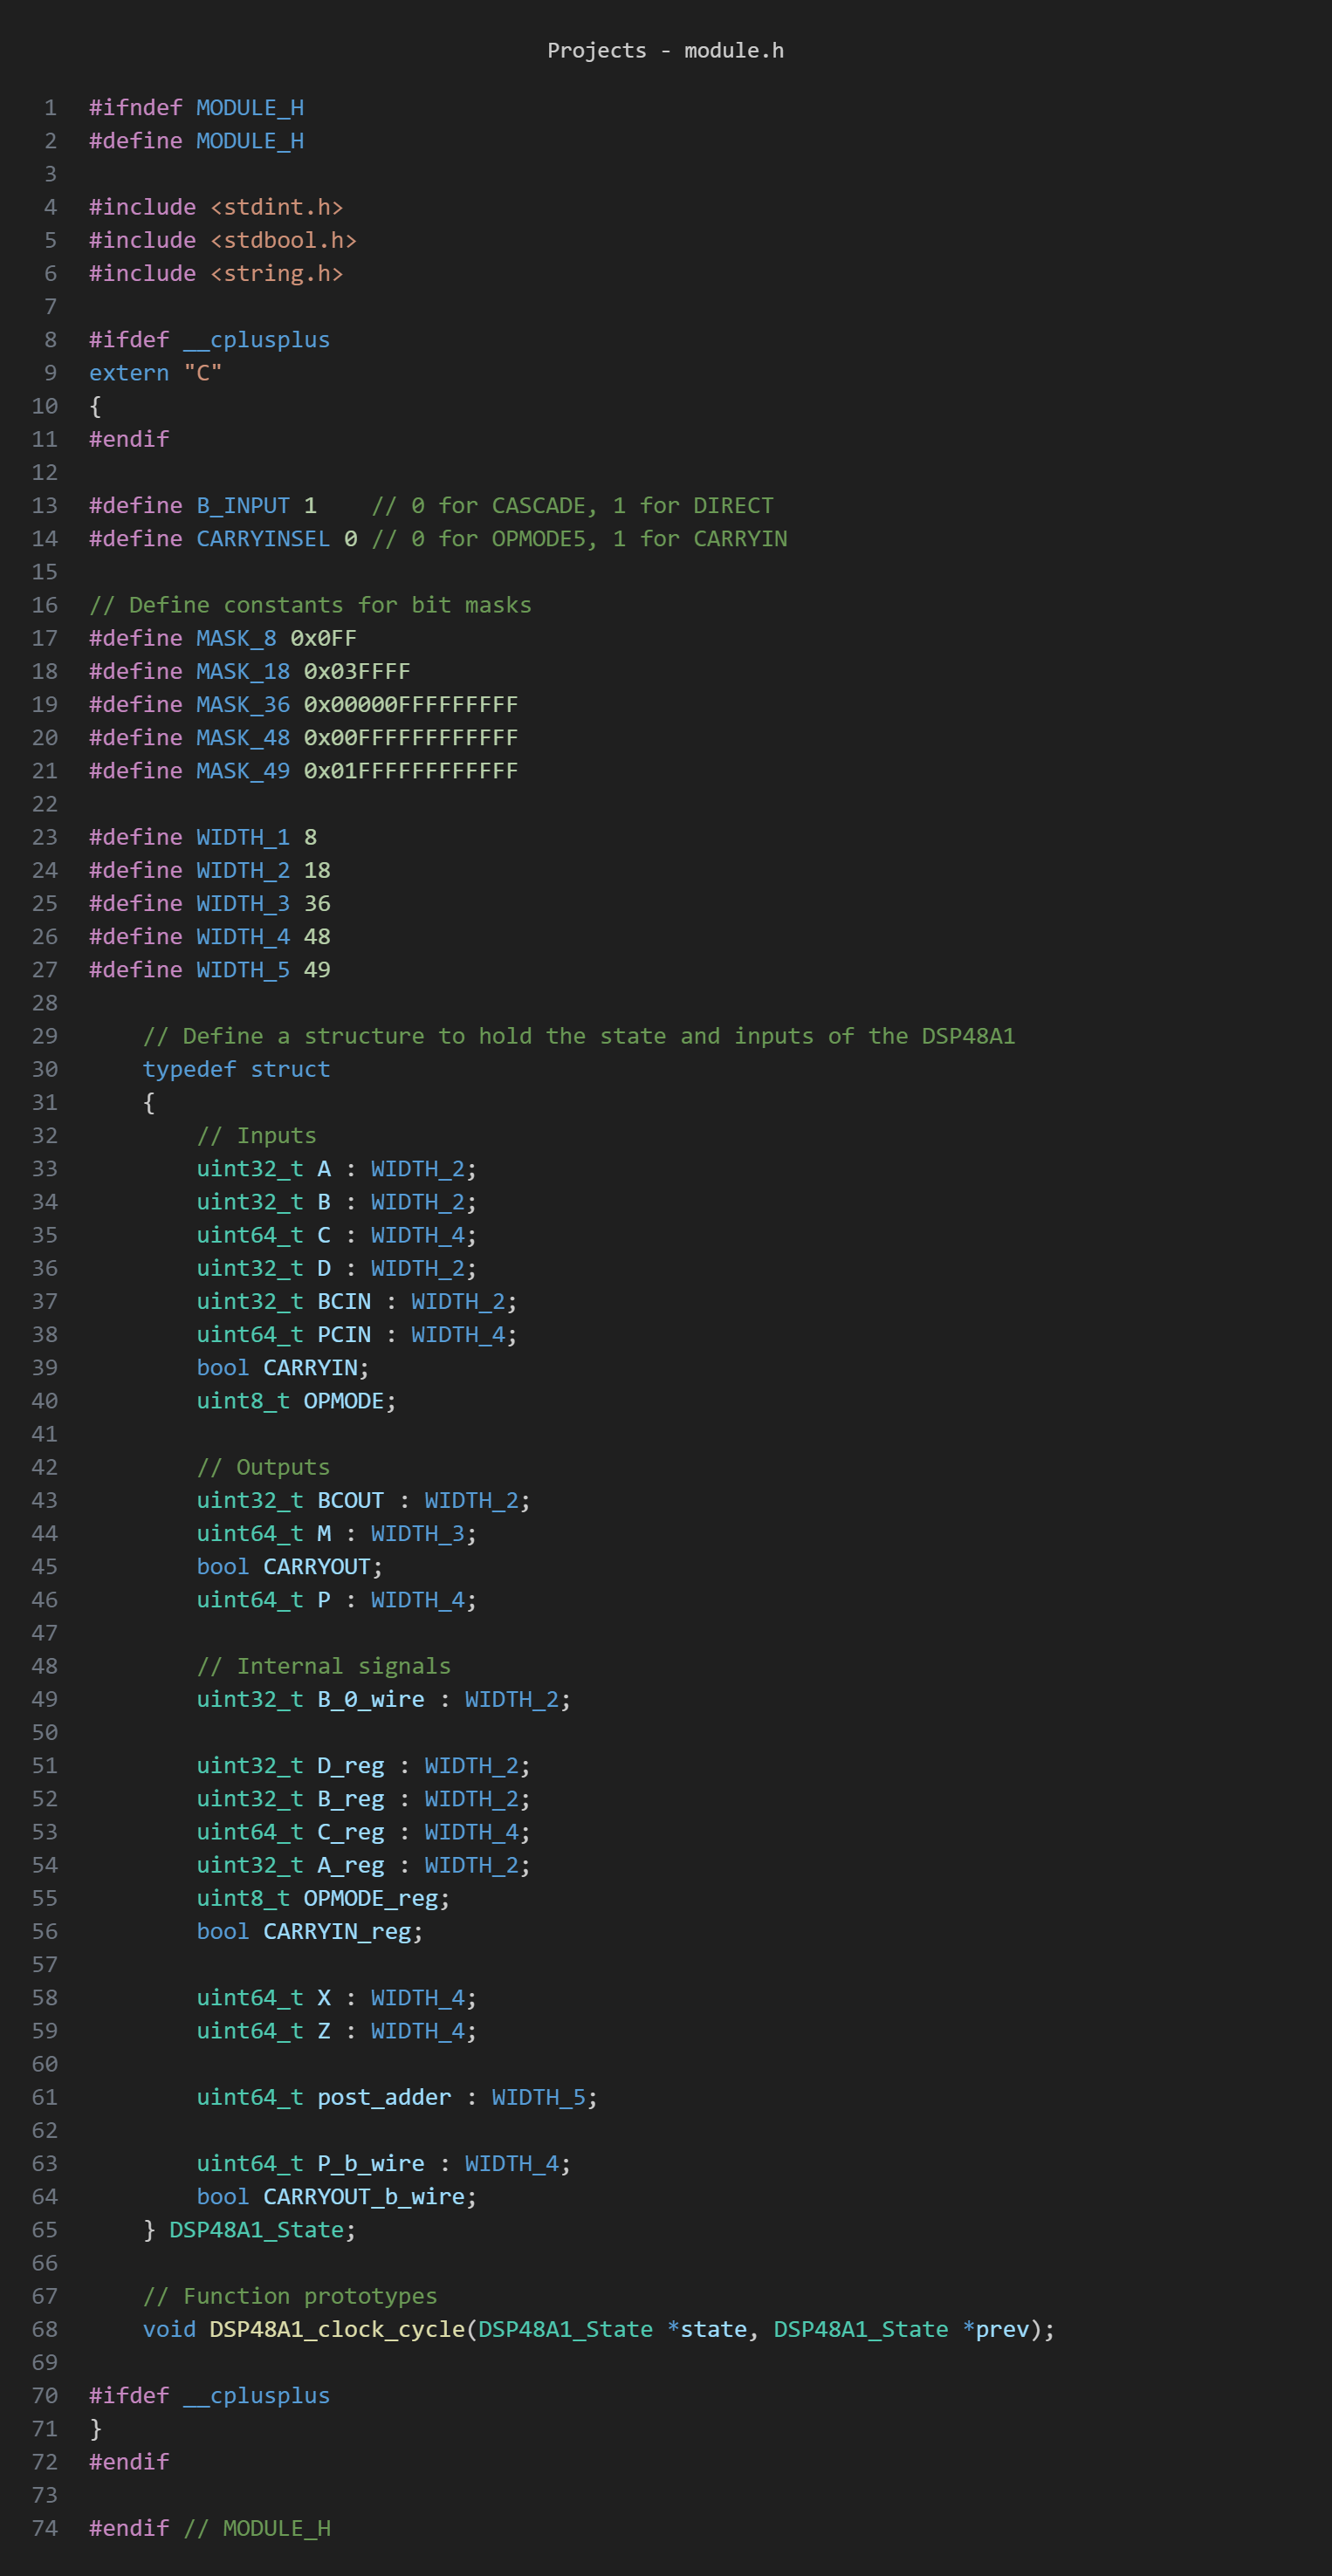 Projects - module.h
1 #ifndef MODULE_H
2 #define MODULE_H
3
4 #include <stdint.h>
5 #include <stdbool.h>
6 #include <string.h>
7
8 #ifdef __cplusplus
9 extern "C"
10 {
11 #endif
12
13 #define B_INPUT 1    // 0 for CASCADE, 1 for DIRECT
14 #define CARRYINSEL 0 // 0 for OPMODE5, 1 for CARRYIN
15
16 // Define constants for bit masks
17 #define MASK_8 0x0FF
18 #define MASK_18 0x03FFFF
19 #define MASK_36 0x00000FFFFFFFFF
20 #define MASK_48 0x00FFFFFFFFFFFF
21 #define MASK_49 0x01FFFFFFFFFFFF
22
23 #define WIDTH_1 8
24 #define WIDTH_2 18
25 #define WIDTH_3 36
26 #define WIDTH_4 48
27 #define WIDTH_5 49
28
29     // Define a structure to hold the state and inputs of the DSP48A1
30     typedef struct
31     {
32         // Inputs
33         uint32_t A : WIDTH_2;
34         uint32_t B : WIDTH_2;
35         uint64_t C : WIDTH_4;
36         uint32_t D : WIDTH_2;
37         uint32_t BCIN : WIDTH_2;
38         uint64_t PCIN : WIDTH_4;
39         bool CARRYIN;
40         uint8_t OPMODE;
41
42         // Outputs
43         uint32_t BCOUT : WIDTH_2;
44         uint64_t M : WIDTH_3;
45         bool CARRYOUT;
46         uint64_t P : WIDTH_4;
47
48         // Internal signals
49         uint32_t B_0_wire : WIDTH_2;
50
51         uint32_t D_reg : WIDTH_2;
52         uint32_t B_reg : WIDTH_2;
53         uint64_t C_reg : WIDTH_4;
54         uint32_t A_reg : WIDTH_2;
55         uint8_t OPMODE_reg;
56         bool CARRYIN_reg;
57
58         uint64_t X : WIDTH_4;
59         uint64_t Z : WIDTH_4;
60
61         uint64_t post_adder : WIDTH_5;
62
63         uint64_t P_b_wire : WIDTH_4;
64         bool CARRYOUT_b_wire;
65     } DSP48A1_State;
66
67     // Function prototypes
68     void DSP48A1_clock_cycle(DSP48A1_State *state, DSP48A1_State *prev);
69
70 #ifdef __cplusplus
71 }
72 #endif
73
74 #endif // MODULE_H